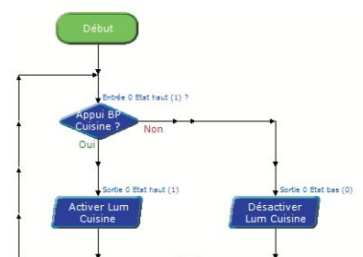 Début
Entrée 0 Etat haut (1) ?
Appui BP
Cuisine ?
Non
Oui
Sortie 0 Etat haut (1)
Sortie 0 Etat bas (0)
Activer Lum
Cuisine
Désactiver
Lum Cuisine